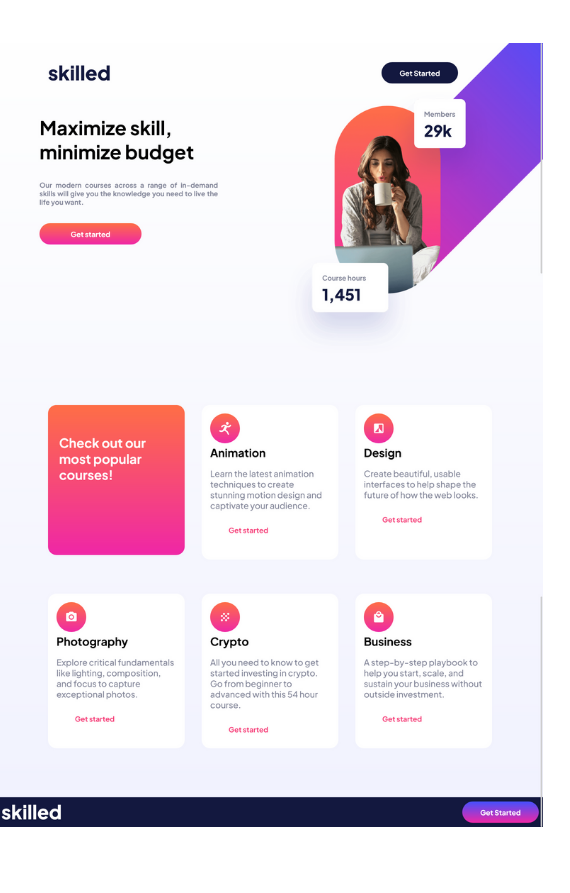 skilled
Get Started
Maximize skill,
minimize budget
Our modern courses across a range of in-demand
skills will give you the knowledge you need to live the
life you want.
Get started
Members
29k
Course hours
1,451
Check out our
most popular
courses!
Animation
Learn the latest animation
techniques to create
stunning motion design and
captivate your audience.
Get started
Design
Create beautiful, usable
interfaces to help shape the
future of how the web looks.
Get started
Photography
Explore critical fundamentals
like lighting, composition,
and focus to capture
exceptional photos.
Get started
Crypto
All you need to know to get
started investing in crypto.
Go from beginner to
advanced with this 54 hour
course.
Get started
Business
A step-by-step playbook to
help you start, scale, and
sustain your business without
outside investment.
Get started
skilled
Get Started